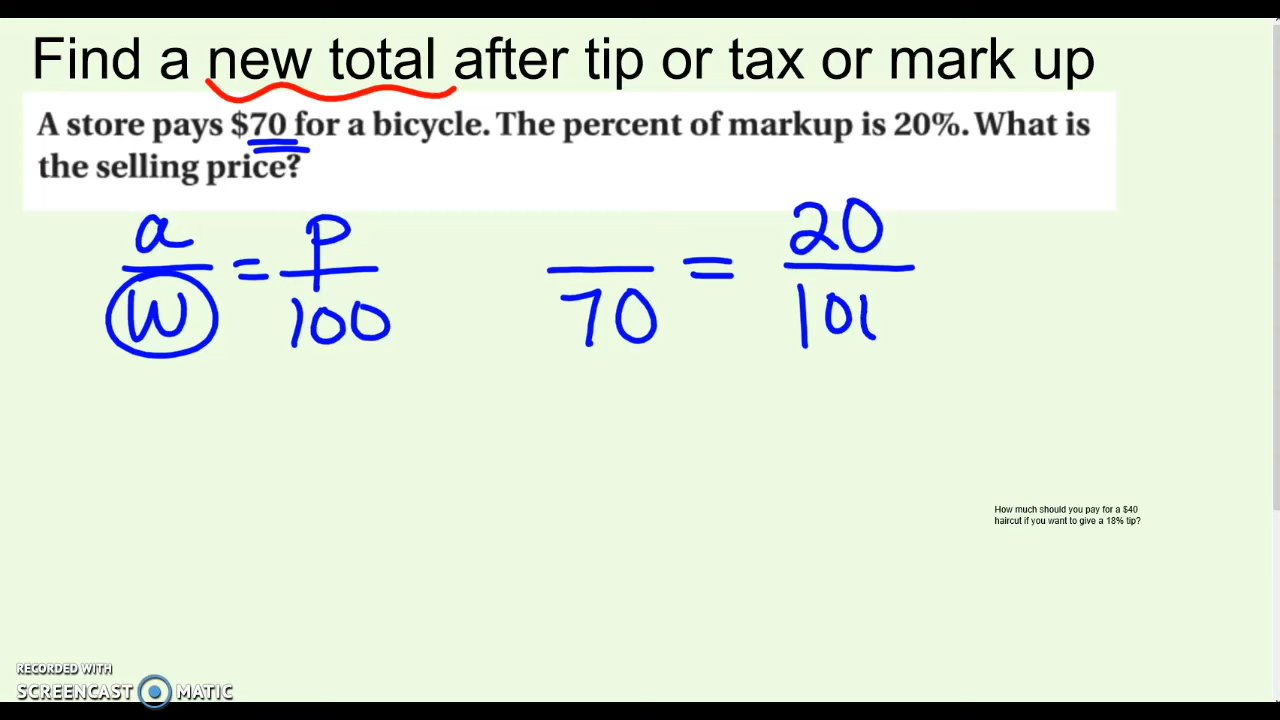 Find a new total after tip or tax or mark up
A store pays $70 for a bicycle. The percent of markup is 20%. What is
the selling price?
a/W = p/100
/70 = 20/10
How much should you pay for a $40
haircut if you want to give a 18% tip?
RECORDED WITH
SCREENCAST MATIC